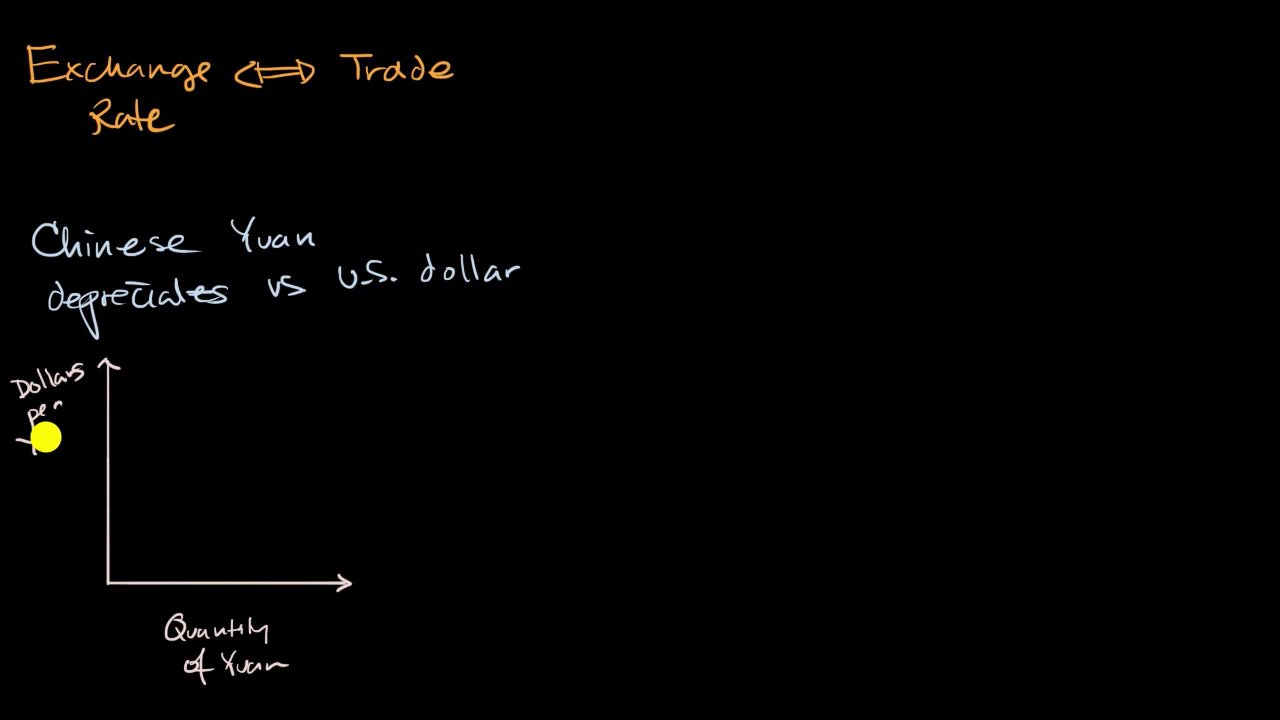 Exchange ⟺ Trade
Rate
Chinese Yuan
depreciates vs U.S. dollar
Dollars
per
Quantity
of Yuan